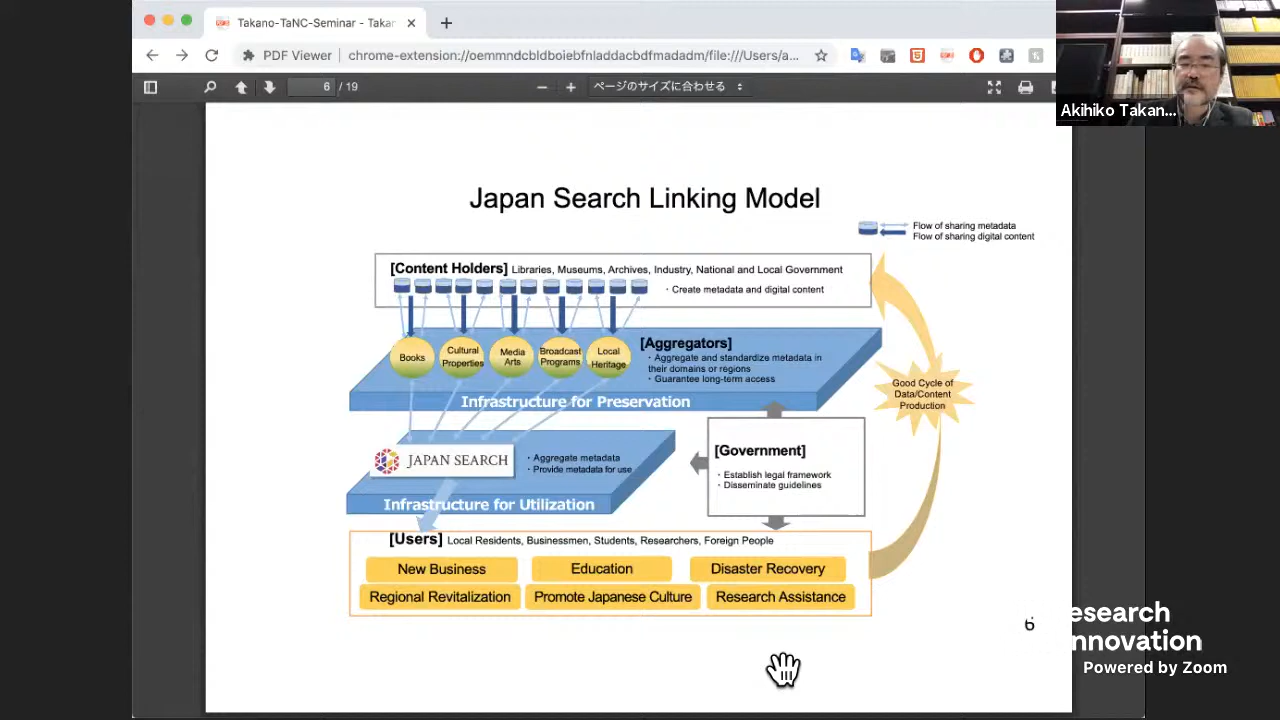 Takano-TaNC-Seminar - Takan
PDF Viewer
chrome-extension://oemmndcbldboiebfnladdacbdfmadadm/file:///Users/a...
6 / 19
ページのサイズに合わせる
Akihiko Takan...
Japan Search Linking Model
Flow of sharing metadata
Flow of sharing digital content
[Content Holders] Libraries, Museums, Archives, Industry, National and Local Government
・Create metadata and digital content
Books
Cultural
Properties
Media
Arts
Broadcast
Programs
Local
Heritage
[Aggregators]
・Aggregate and standardize metadata in
their domains or regions
・Guarantee long-term access
Infrastructure for Preservation
Good Cycle of
Data/Content
Production
JAPAN SEARCH
・Aggregate metadata
・Provide metadata for use
Infrastructure for Utilization
[Government]
・Establish legal framework
・Disseminate guidelines
[Users] Local Residents, Businessmen, Students, Researchers, Foreign People
New Business
Education
Disaster Recovery
Regional Revitalization
Promote Japanese Culture
Research Assistance
6
esearch
nnovation
Powered by Zoom